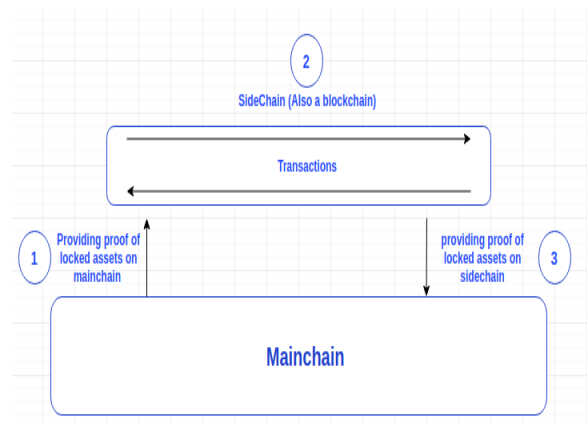 2
SideChain (Also a blockchain)
Transactions
1
Providing proof of
locked assets on
mainchain
providing proof of
locked assets on
sidechain
3
Mainchain